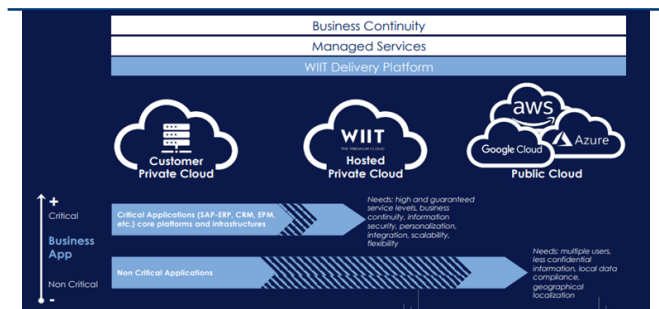 Business Continuity
Managed Services
WIIT Delivery Platform
Customer
Private Cloud
WIIT
THE PREMIUM CLOUD
Hosted
Private Cloud
aws
Google Cloud
Azure
Public Cloud
+
Critical
Business
App
Non Critical
-
Critical Applications (SAP-ERP, CRM, EPM,
etc.) core platforms and infrastructures
Needs: high and guaranteed
service levels, business
continuity, information
security, personalization,
integration, scalability,
flexibility
Non Critical Applications
Needs: multiple users,
less confidential
information, local data
compliance,
geographical
localization